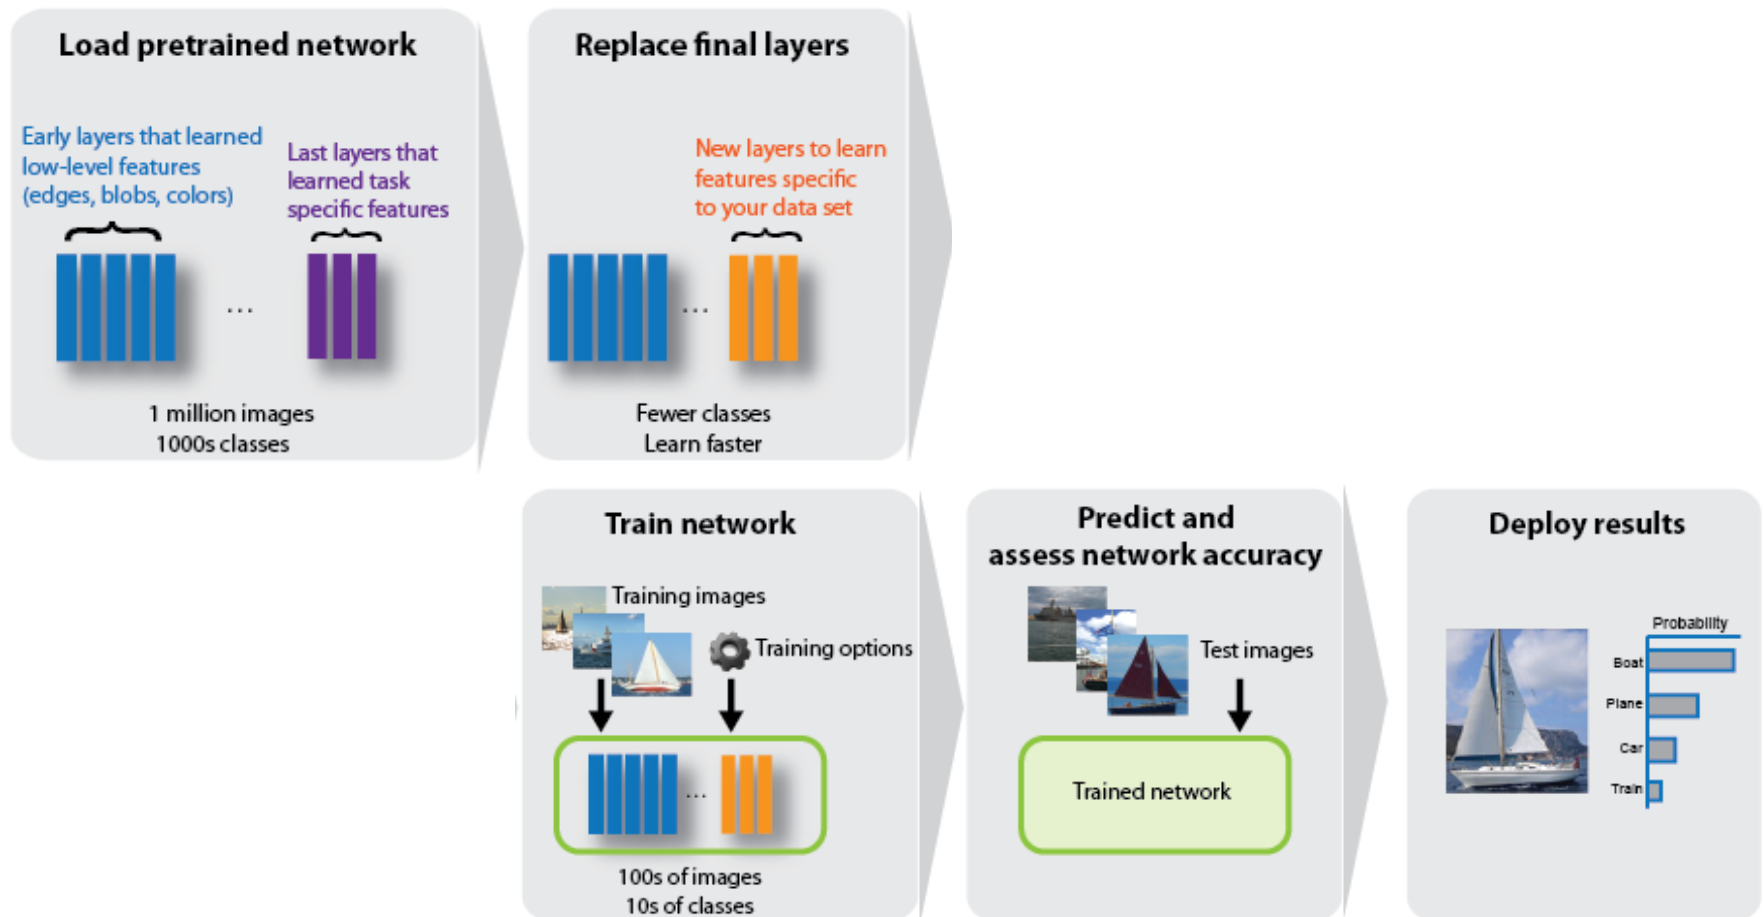 Load pretrained network
Early layers that learned
low-level features
(edges, blobs, colors)
Last layers that
learned task
specific features
...
1 million images
1000s classes
Replace final layers
New layers to learn
features specific
to your data set
...
Fewer classes
Learn faster
Train network
Training images
Training options
...
100s of images
10s of classes
Predict and
assess network accuracy
Test images
Trained network
Deploy results
Probability
Boat
Plane
Car
Train